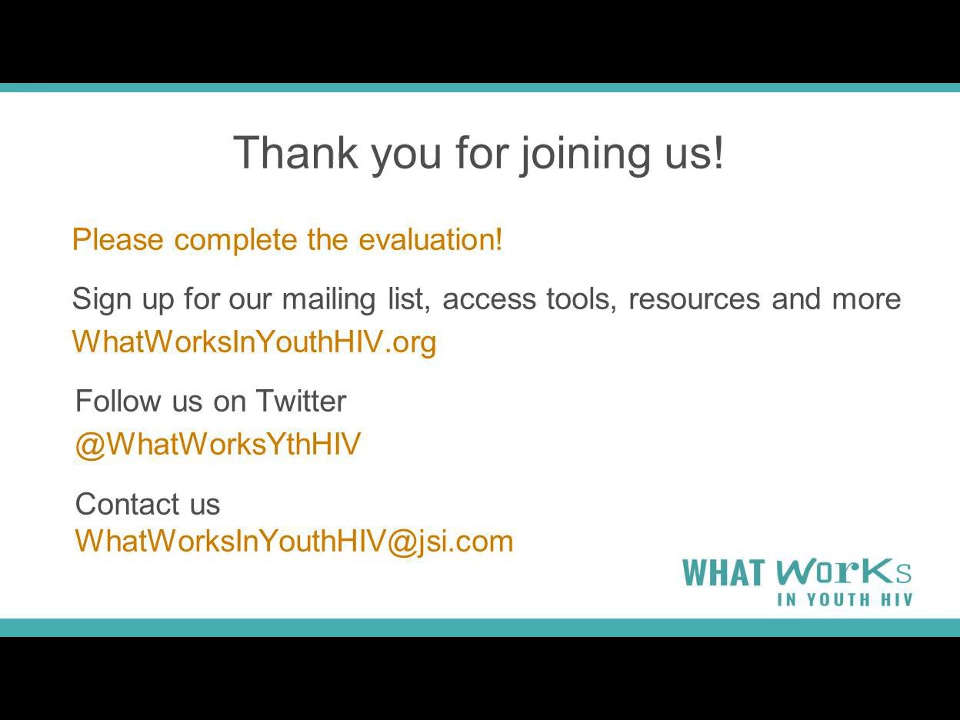 Thank you for joining us!
Please complete the evaluation!
Sign up for our mailing list, access tools, resources and more
WhatWorksInYouthHIV.org
Follow us on Twitter
@WhatWorksYthHIV
Contact us
WhatWorksInYouthHIV@jsi.com
WHAT WorKs
IN YOUTH HIV